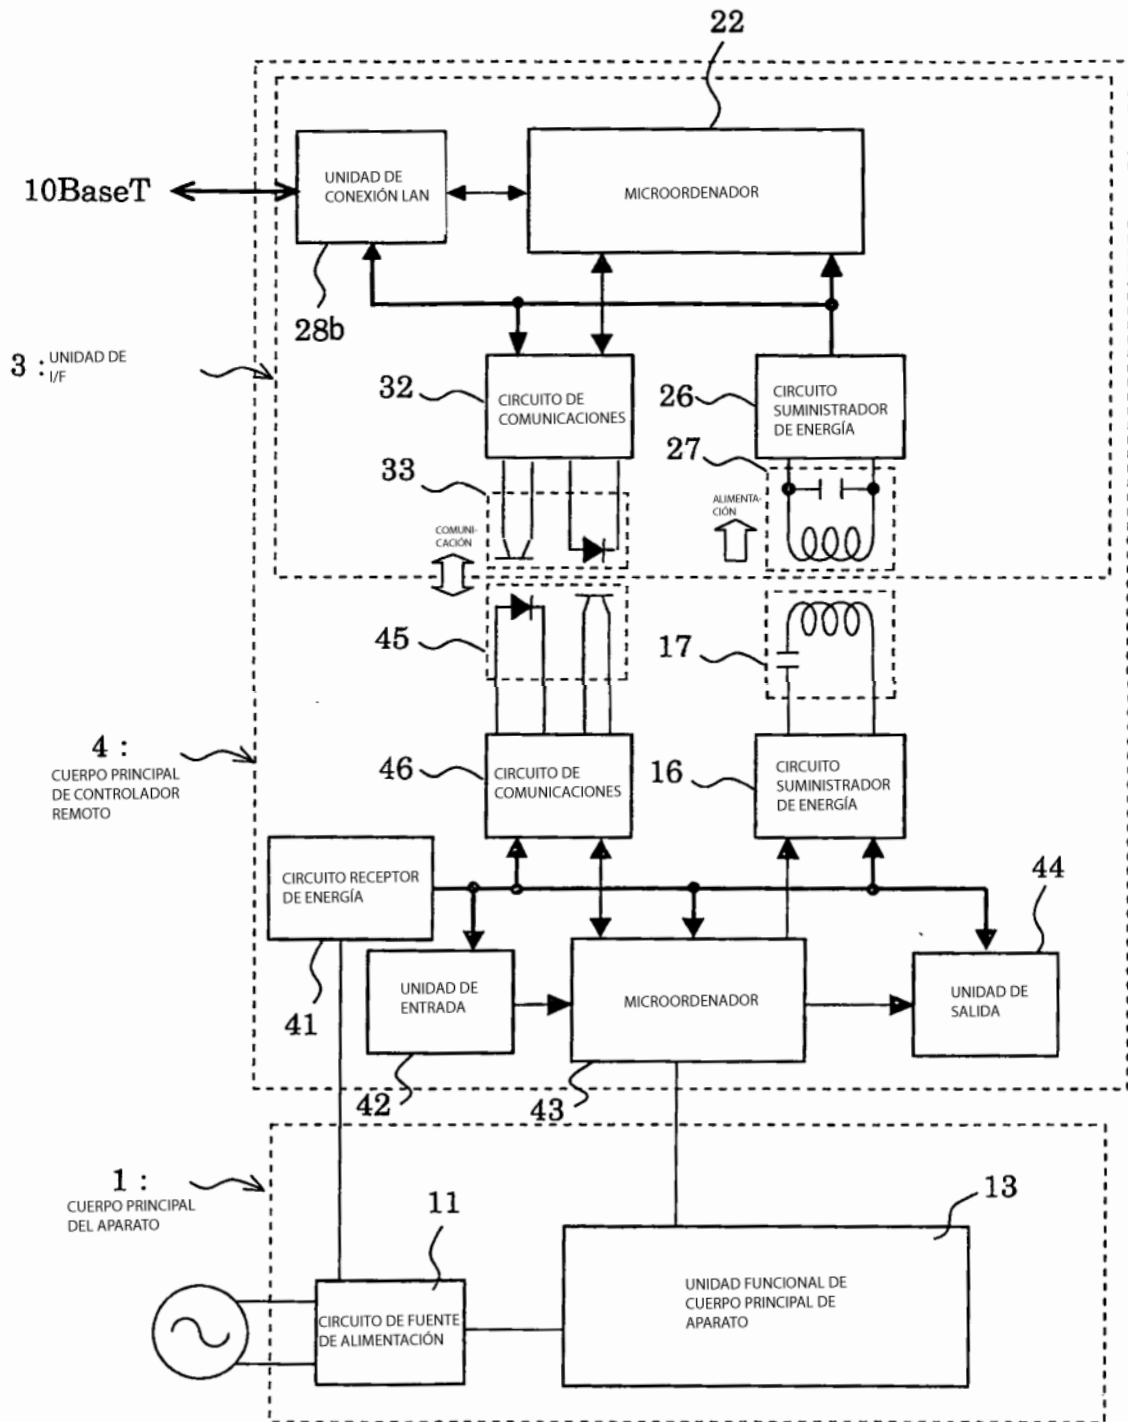 22
10BaseT
UNIDAD DE
CONEXIÓN LAN
MICROORDENADOR
28b
3 : UNIDAD DE
I/F
32
CIRCUITO DE
COMUNICACIONES
26
CIRCUITO
SUMINISTRADOR
DE ENERGÍA
33
27
COMUNI-
CACIÓN
ALIMENTA-
CIÓN
45
17
4 :
CUERPO PRINCIPAL
DE CONTROLADOR
REMOTO
46
CIRCUITO DE
COMUNICACIONES
16
CIRCUITO
SUMINISTRADOR
DE ENERGÍA
CIRCUITO RECEPTOR
DE ENERGÍA
44
41
UNIDAD DE
ENTRADA
MICROORDENADOR
UNIDAD DE
SALIDA
42
43
1 :
CUERPO PRINCIPAL
DEL APARATO
11
13
CIRCUITO DE FUENTE
DE ALIMENTACIÓN
UNIDAD FUNCIONAL DE
CUERPO PRINCIPAL DE
APARATO